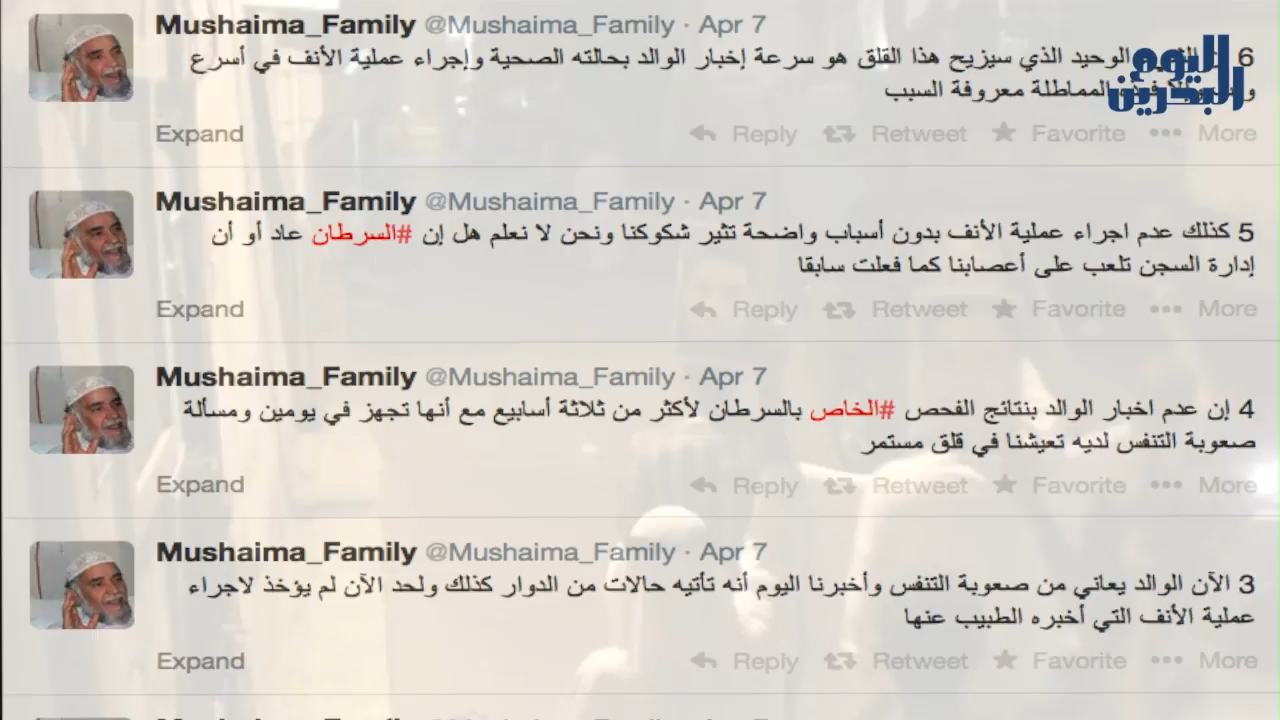 Mushaima_Family @Mushaima_Family · Apr 7
6 الوحيد الذي سيزيح هذا القلق هو سرعة إخبار الوالد بحالته الصحية وإجراء عملية الأنف في أسرع
المماطلة معروفة السبب
Expand Reply Retweet Favorite More
اليوم
البحرين
Mushaima_Family @Mushaima_Family · Apr 7
5 كذلك عدم اجراء عملية الأنف بدون أسباب واضحة تثير شكوكنا ونحن لا نعلم هل إن #السرطان عاد أو أن
إدارة السجن تلعب على أعصابنا كما فعلت سابقا
Expand Reply Retweet Favorite More
Mushaima_Family @Mushaima_Family · Apr 7
4 إن عدم اخبار الوالد بنتائج الفحص #الخاص بالسرطان لأكثر من ثلاثة أسابيع مع أنها تجهز في يومين ومسألة
صعوبة التنفس لديه تعيشنا في قلق مستمر
Expand Reply Retweet Favorite More
Mushaima_Family @Mushaima_Family · Apr 7
3 الآن الوالد يعاني من صعوبة التنفس وأخبرنا اليوم أنه تأتيه حالات من الدوار كذلك ولحد الآن لم يؤخذ لاجراء
عملية الأنف التي أخبره الطبيب عنها
Expand Reply Retweet Favorite More